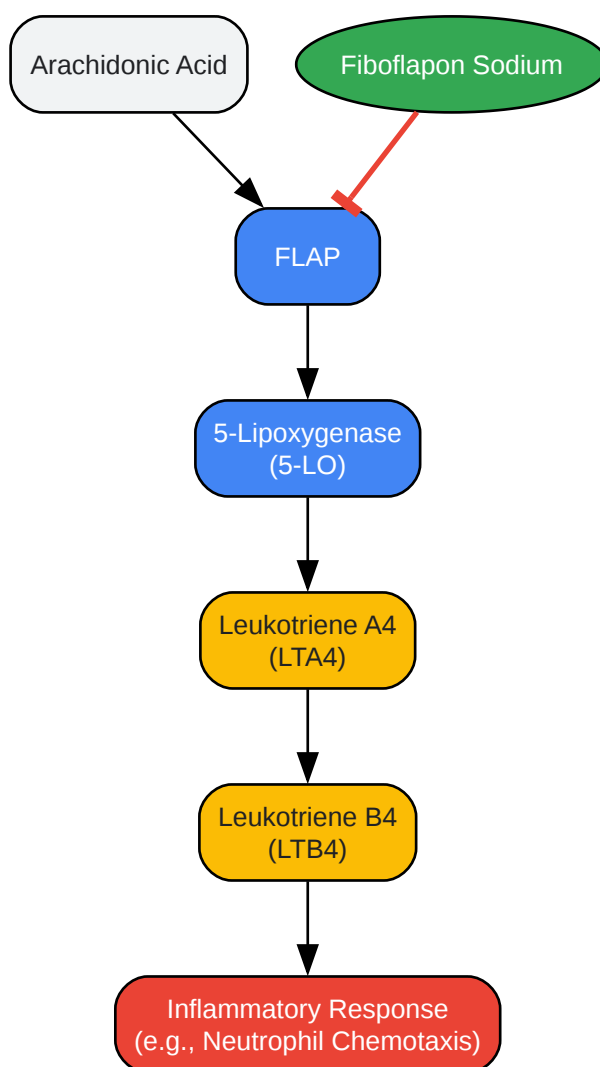 Arachidonic Acid
Fiboflapon Sodium
FLAP
5-Lipoxygenase
(5-LO)
Leukotriene A4
(LTA4)
Leukotriene B4
(LTB4)
Inflammatory Response
(e.g., Neutrophil Chemotaxis)